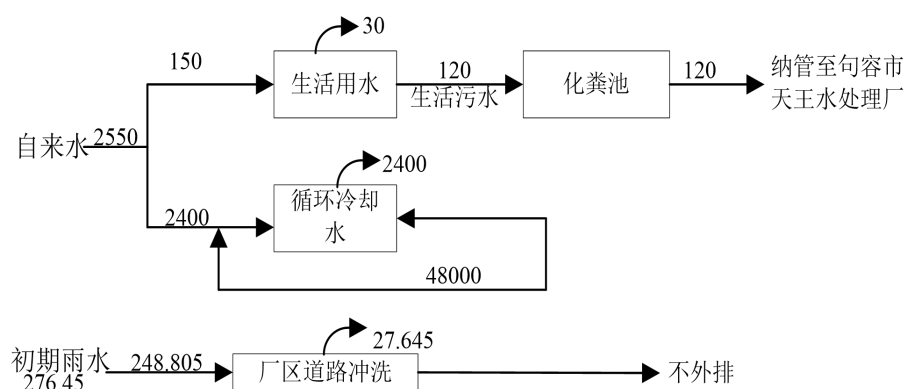 30
150
生活用水
120
生活污水
化粪池
120
纳管至句容市
天王水处理厂
自来水
2550
2400
循环冷却
水
2400
48000
初期雨水
276.45
248.805
厂区道路冲洗
27.645
不外排